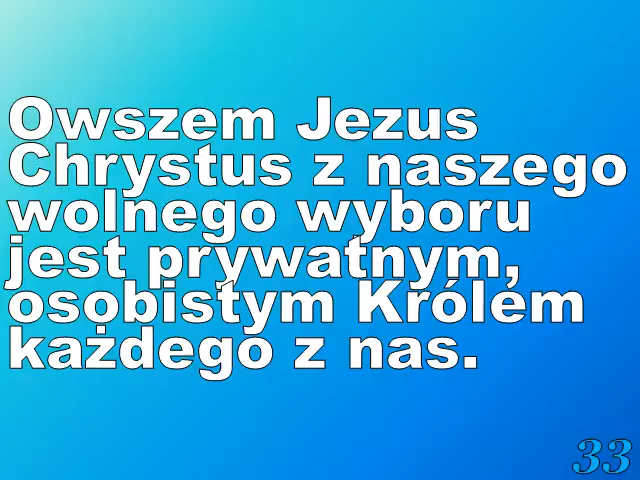 Owszem Jezus
Chrystus z naszego
wolnego wyboru
jest prywatnym,
osobistym Królem
każdego z nas.
33